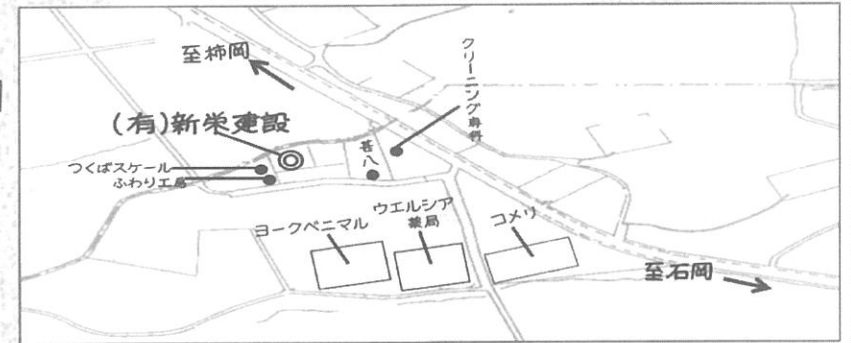 至柿岡
クリーニング専科
(有)新栄建設
甚八
つくばスケール
ふわり工房
ヨークベニマル
ウエルシア
薬局
コメリ
至石岡